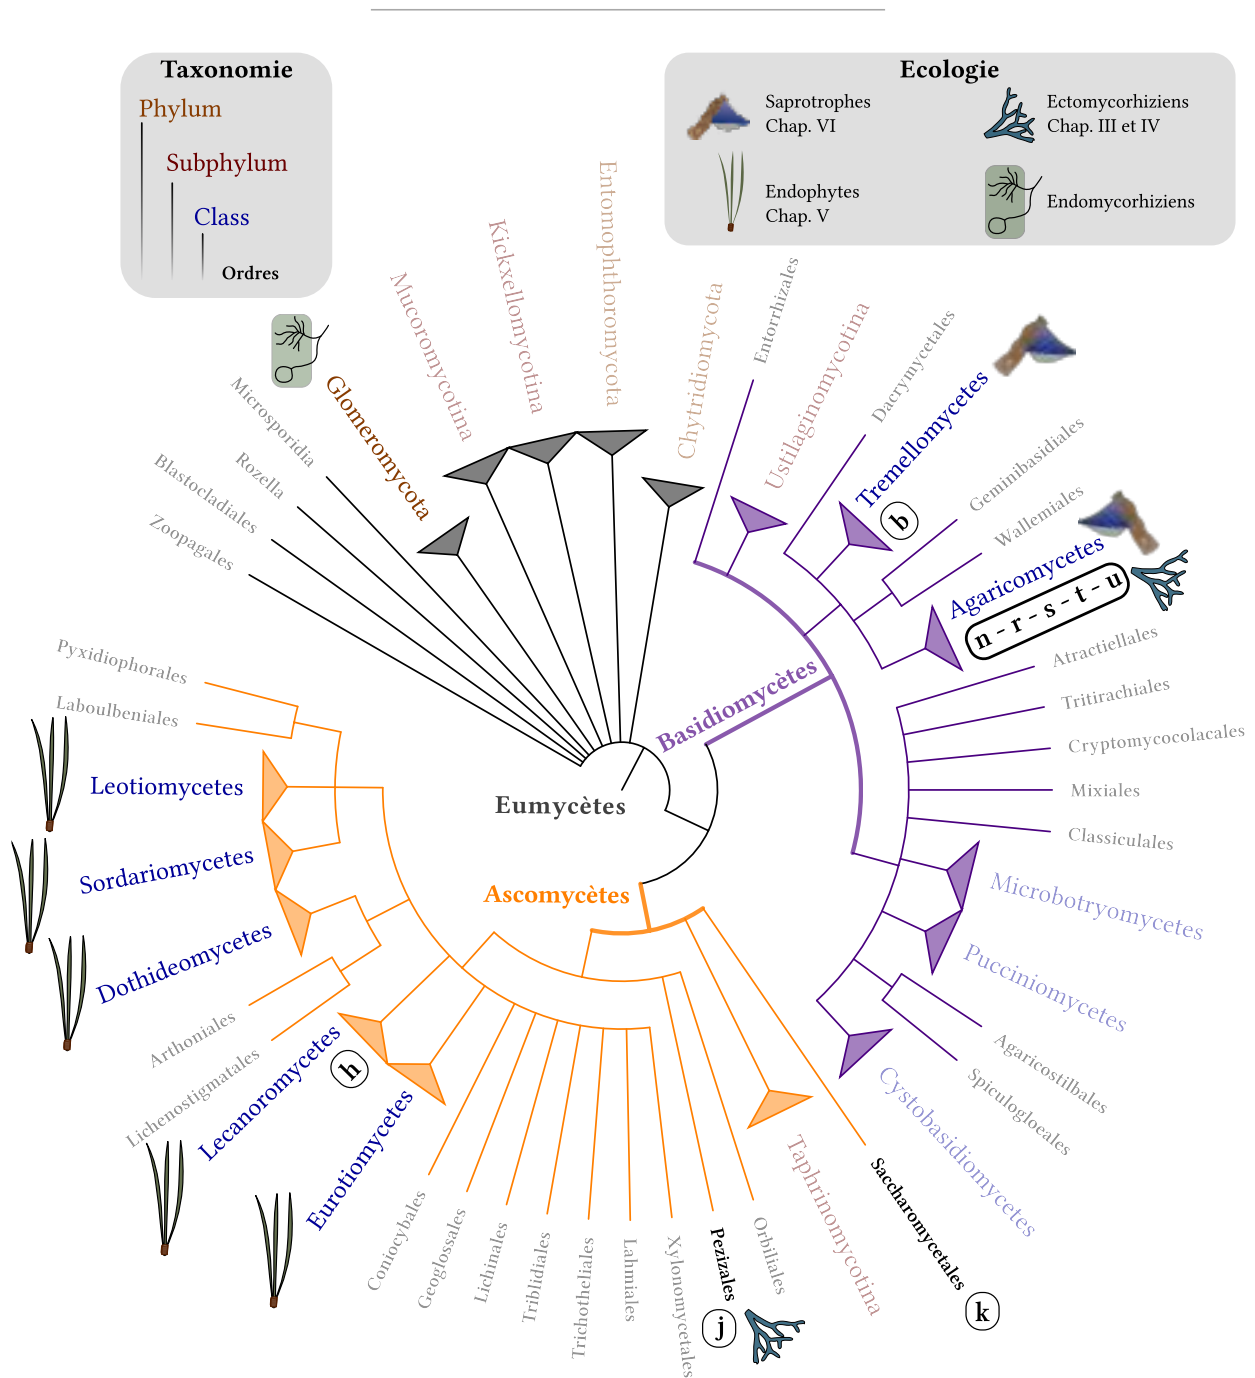 Taxonomie
Phylum
Subphylum
Class
Ordres
Ecologie
Saprotrophes
Chap. VI
Ectomycorhiziens
Chap. III et IV
Endophytes
Chap. V
Endomycorhiziens
Zoopagales
Blastocladiales
Rozella
Microsporidia
Glomeromycota
Mucoromycotina
Kickxellomycotina
Entomophthoromycota
Chytridiomycota
Entorrhizales
Ustilaginomycotina
Dacrymycetales
Tremellomycetes
b
Geminibasidiales
Wallemiales
Agaricomycetes
n - r - s - t - u
Atractiellales
Tritirachiales
Cryptomycocolacales
Mixiales
Classiculales
Microbotryomycetes
Pucciniomycetes
Agaricostilbales
Spiculogloeales
Cystobasidiomycetes
Basidiomycètes
Eumycètes
Ascomycètes
Saccharomycetales
k
Taphrinomycotina
Orbiliales
Pezizales
j
Xylonomycetales
Lahmiales
Trichotheliales
Triblidiales
Lichinales
Geoglossales
Coniocybales
Eurotiomycetes
Lecanoromycetes
h
Lichenostigmatales
Arthoniales
Dothideomycetes
Sordariomycetes
Leotiomycetes
Laboulbeniales
Pyxidiophorales